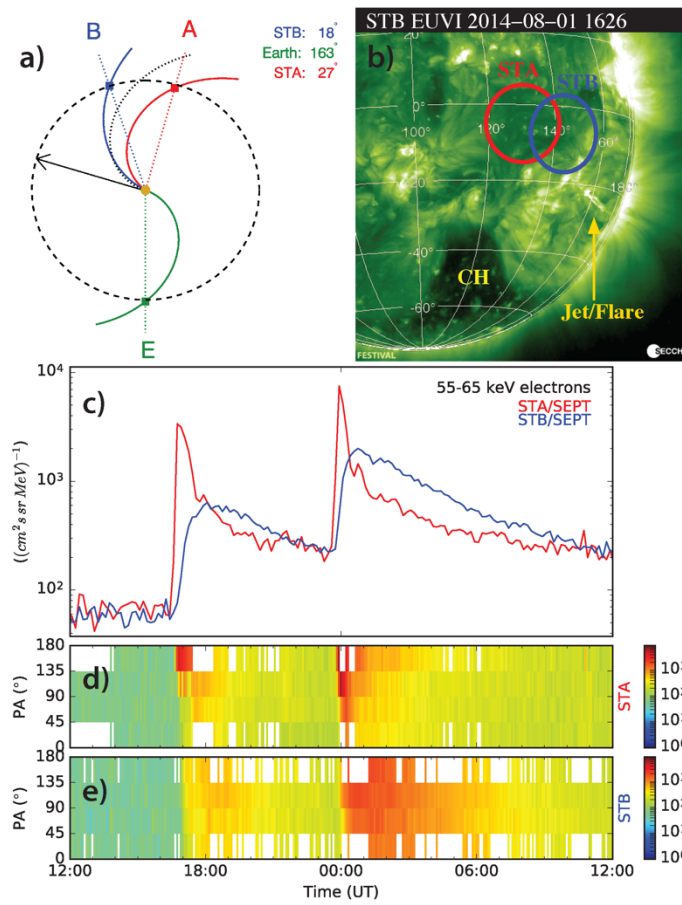 a)
B
A
STB: 18°
Earth: 163°
STA: 27°
E
STB EUVI 2014–08–01 1626
b)
STA
STB
20°
0°
100°
120°
140°
60°
180°
-40°
-60°
CH
Jet/Flare
FESTIVAL
SECCH
c)
55-65 keV electrons
STA/SEPT
STB/SEPT
((cm² s sr MeV)⁻¹)
10⁴
10³
10²
d)
PA (°)
180
135
90
45
0
STA
e)
PA (°)
180
135
90
45
0
STB
12:00 18:00 00:00 06:00 12:00
Time (UT)